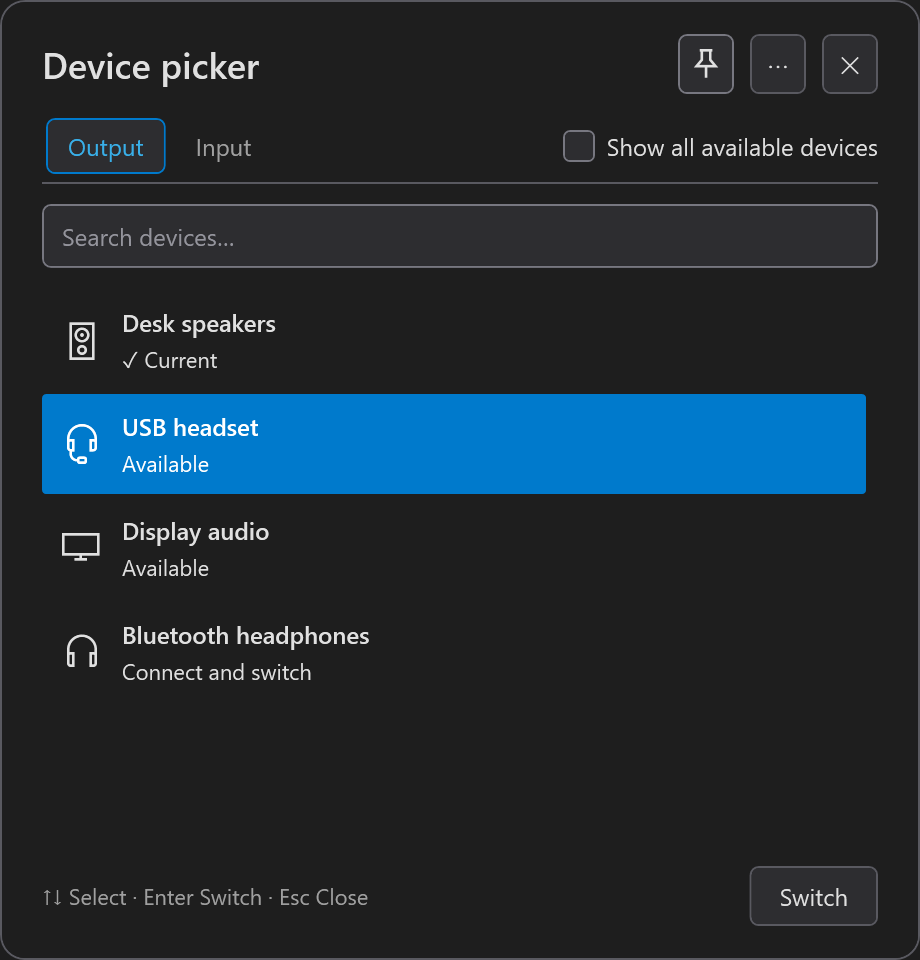 Device picker
...
Output
Input
Show all available devices
Search devices...
Desk speakers
✓ Current
USB headset
Available
Display audio
Available
Bluetooth headphones
Connect and switch
↑↓ Select · Enter Switch · Esc Close
Switch